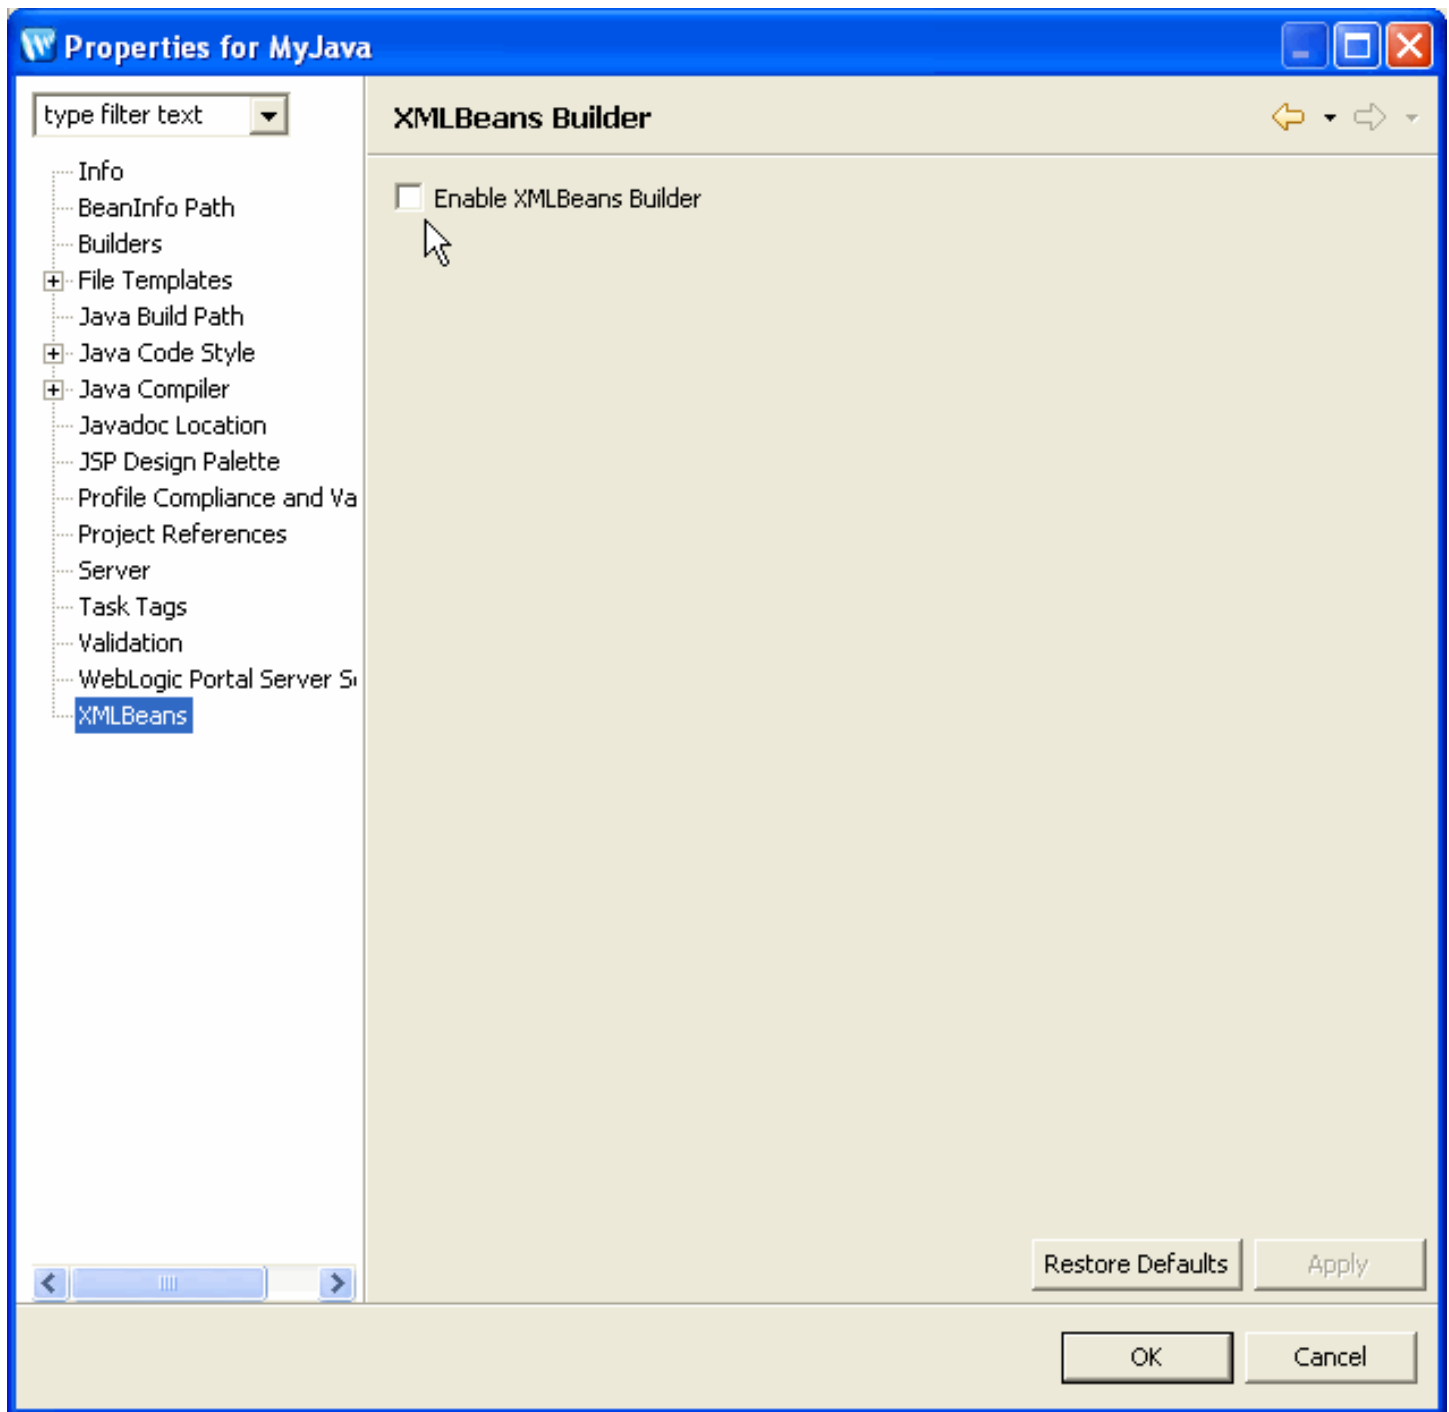 Properties for MyJava
type filter text
Info
BeanInfo Path
Builders
File Templates
Java Build Path
Java Code Style
Java Compiler
Javadoc Location
JSP Design Palette
Profile Compliance and Va
Project References
Server
Task Tags
Validation
WebLogic Portal Server S
XMLBeans
XMLBeans Builder
Enable XMLBeans Builder
Restore Defaults
Apply
OK
Cancel